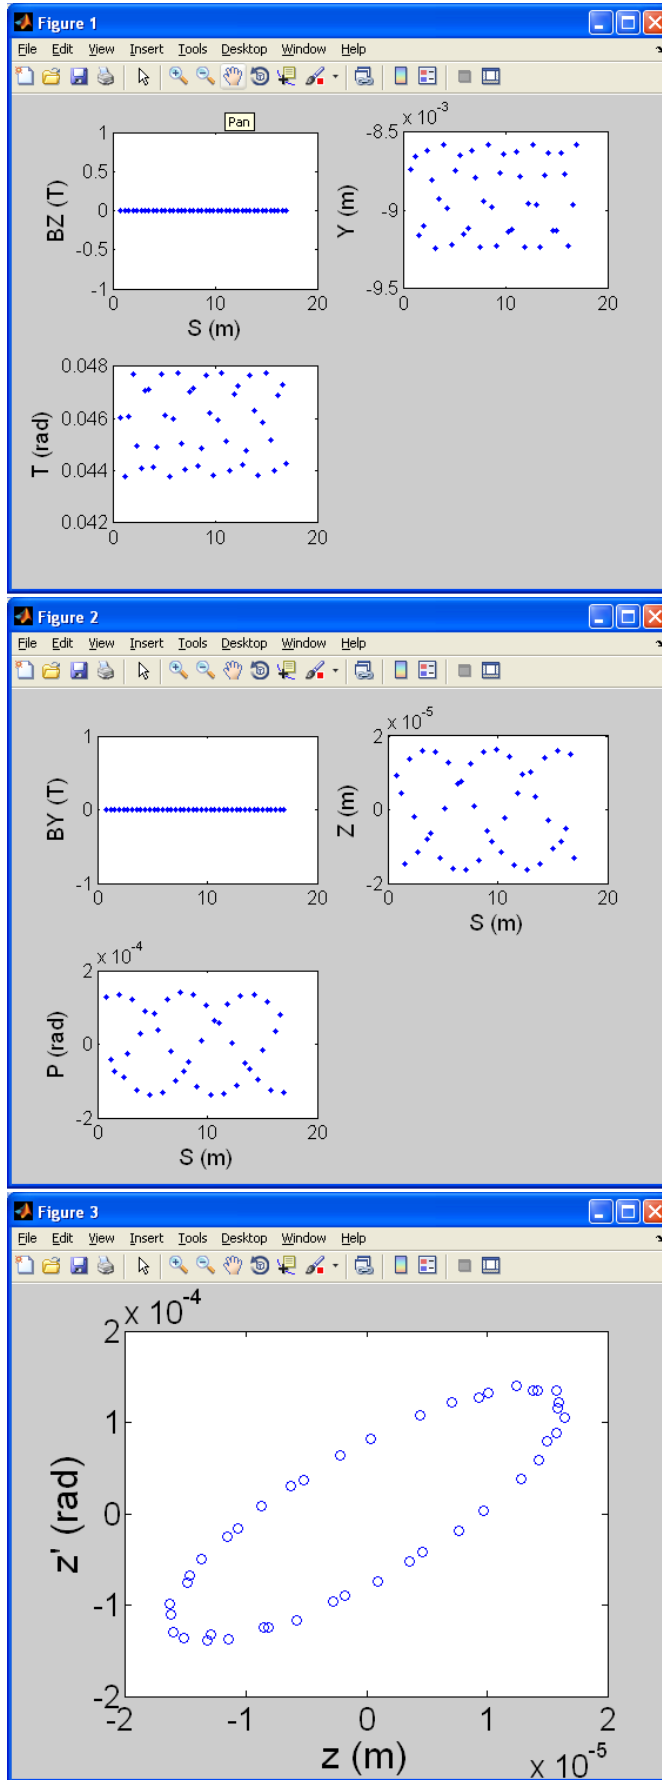 Figure 1
File Edit View Insert Tools Desktop Window Help
Pan
1
0.5
0
-0.5
-1
BZ (T)
0 10 20
S (m)
x 10^-3
-8.5
-9
-9.5
Y (m)
0 10 20
0.048
0.046
0.044
0.042
T (rad)
0 10 20
Figure 2
File Edit View Insert Tools Desktop Window Help
1
0
-1
BY (T)
0 10 20
x 10^-5
2
0
-2
Z (m)
0 10 20
S (m)
x 10^-4
2
0
-2
P (rad)
0 10 20
S (m)
Figure 3
File Edit View Insert Tools Desktop Window Help
x 10^-4
2
1
0
-1
-2
z' (rad)
-2 -1 0 1 2
z (m)
x 10^-5